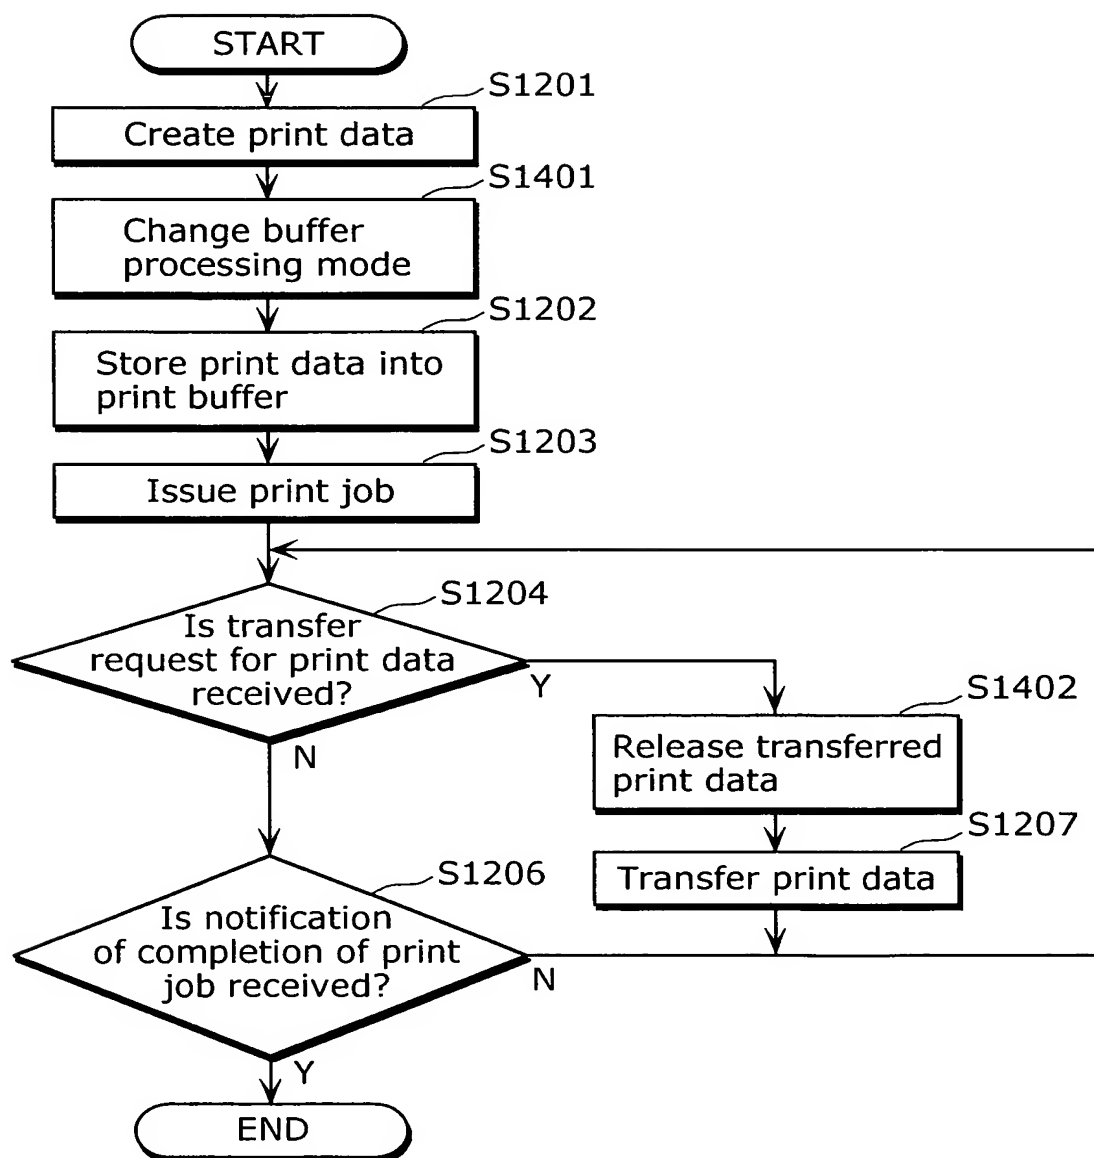 START
S1201
Create print data
S1401
Change buffer
processing mode
S1202
Store print data into
print buffer
S1203
Issue print job
S1204
Is transfer
request for print data
received?
Y
N
S1402
Release transferred
print data
S1207
Transfer print data
S1206
Is notification
of completion of print
job received?
N
Y
END